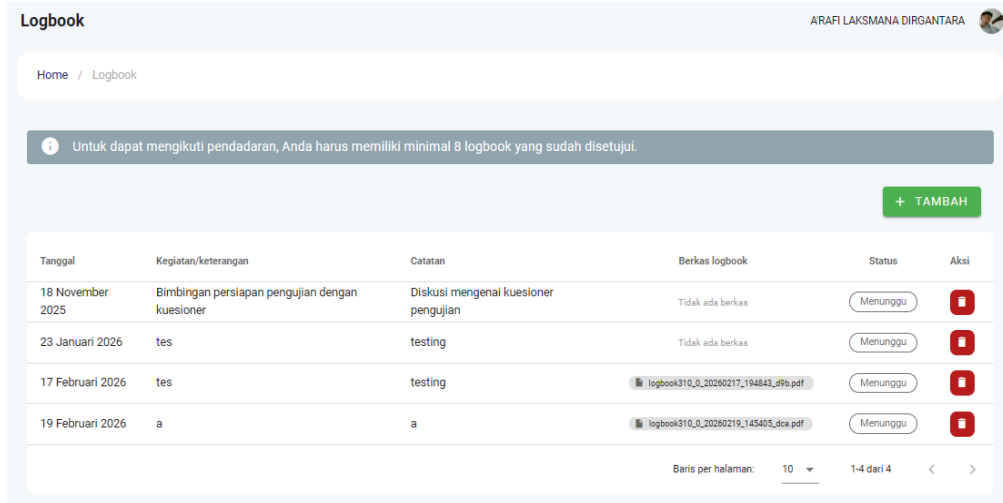 Logbook
A'RAFI LAKSMANA DIRGANTARA
Home / Logbook
Untuk dapat mengikuti pendadaran, Anda harus memiliki minimal 8 logbook yang sudah disetujui.
+ TAMBAH
Tanggal Kegiatan/keterangan Catatan Berkas logbook Status Aksi
18 November 2025 Bimbingan persiapan pengujian dengan kuesioner Diskusi mengenai kuesioner pengujian Tidak ada berkas Menunggu
23 Januari 2026 tes testing Tidak ada berkas Menunggu
17 Februari 2026 tes testing logbook310_0_20260217_194843_d9b.pdf Menunggu
19 Februari 2026 a a logbook310_0_20260219_145405_dca.pdf Menunggu
Baris per halaman: 10 1-4 dari 4